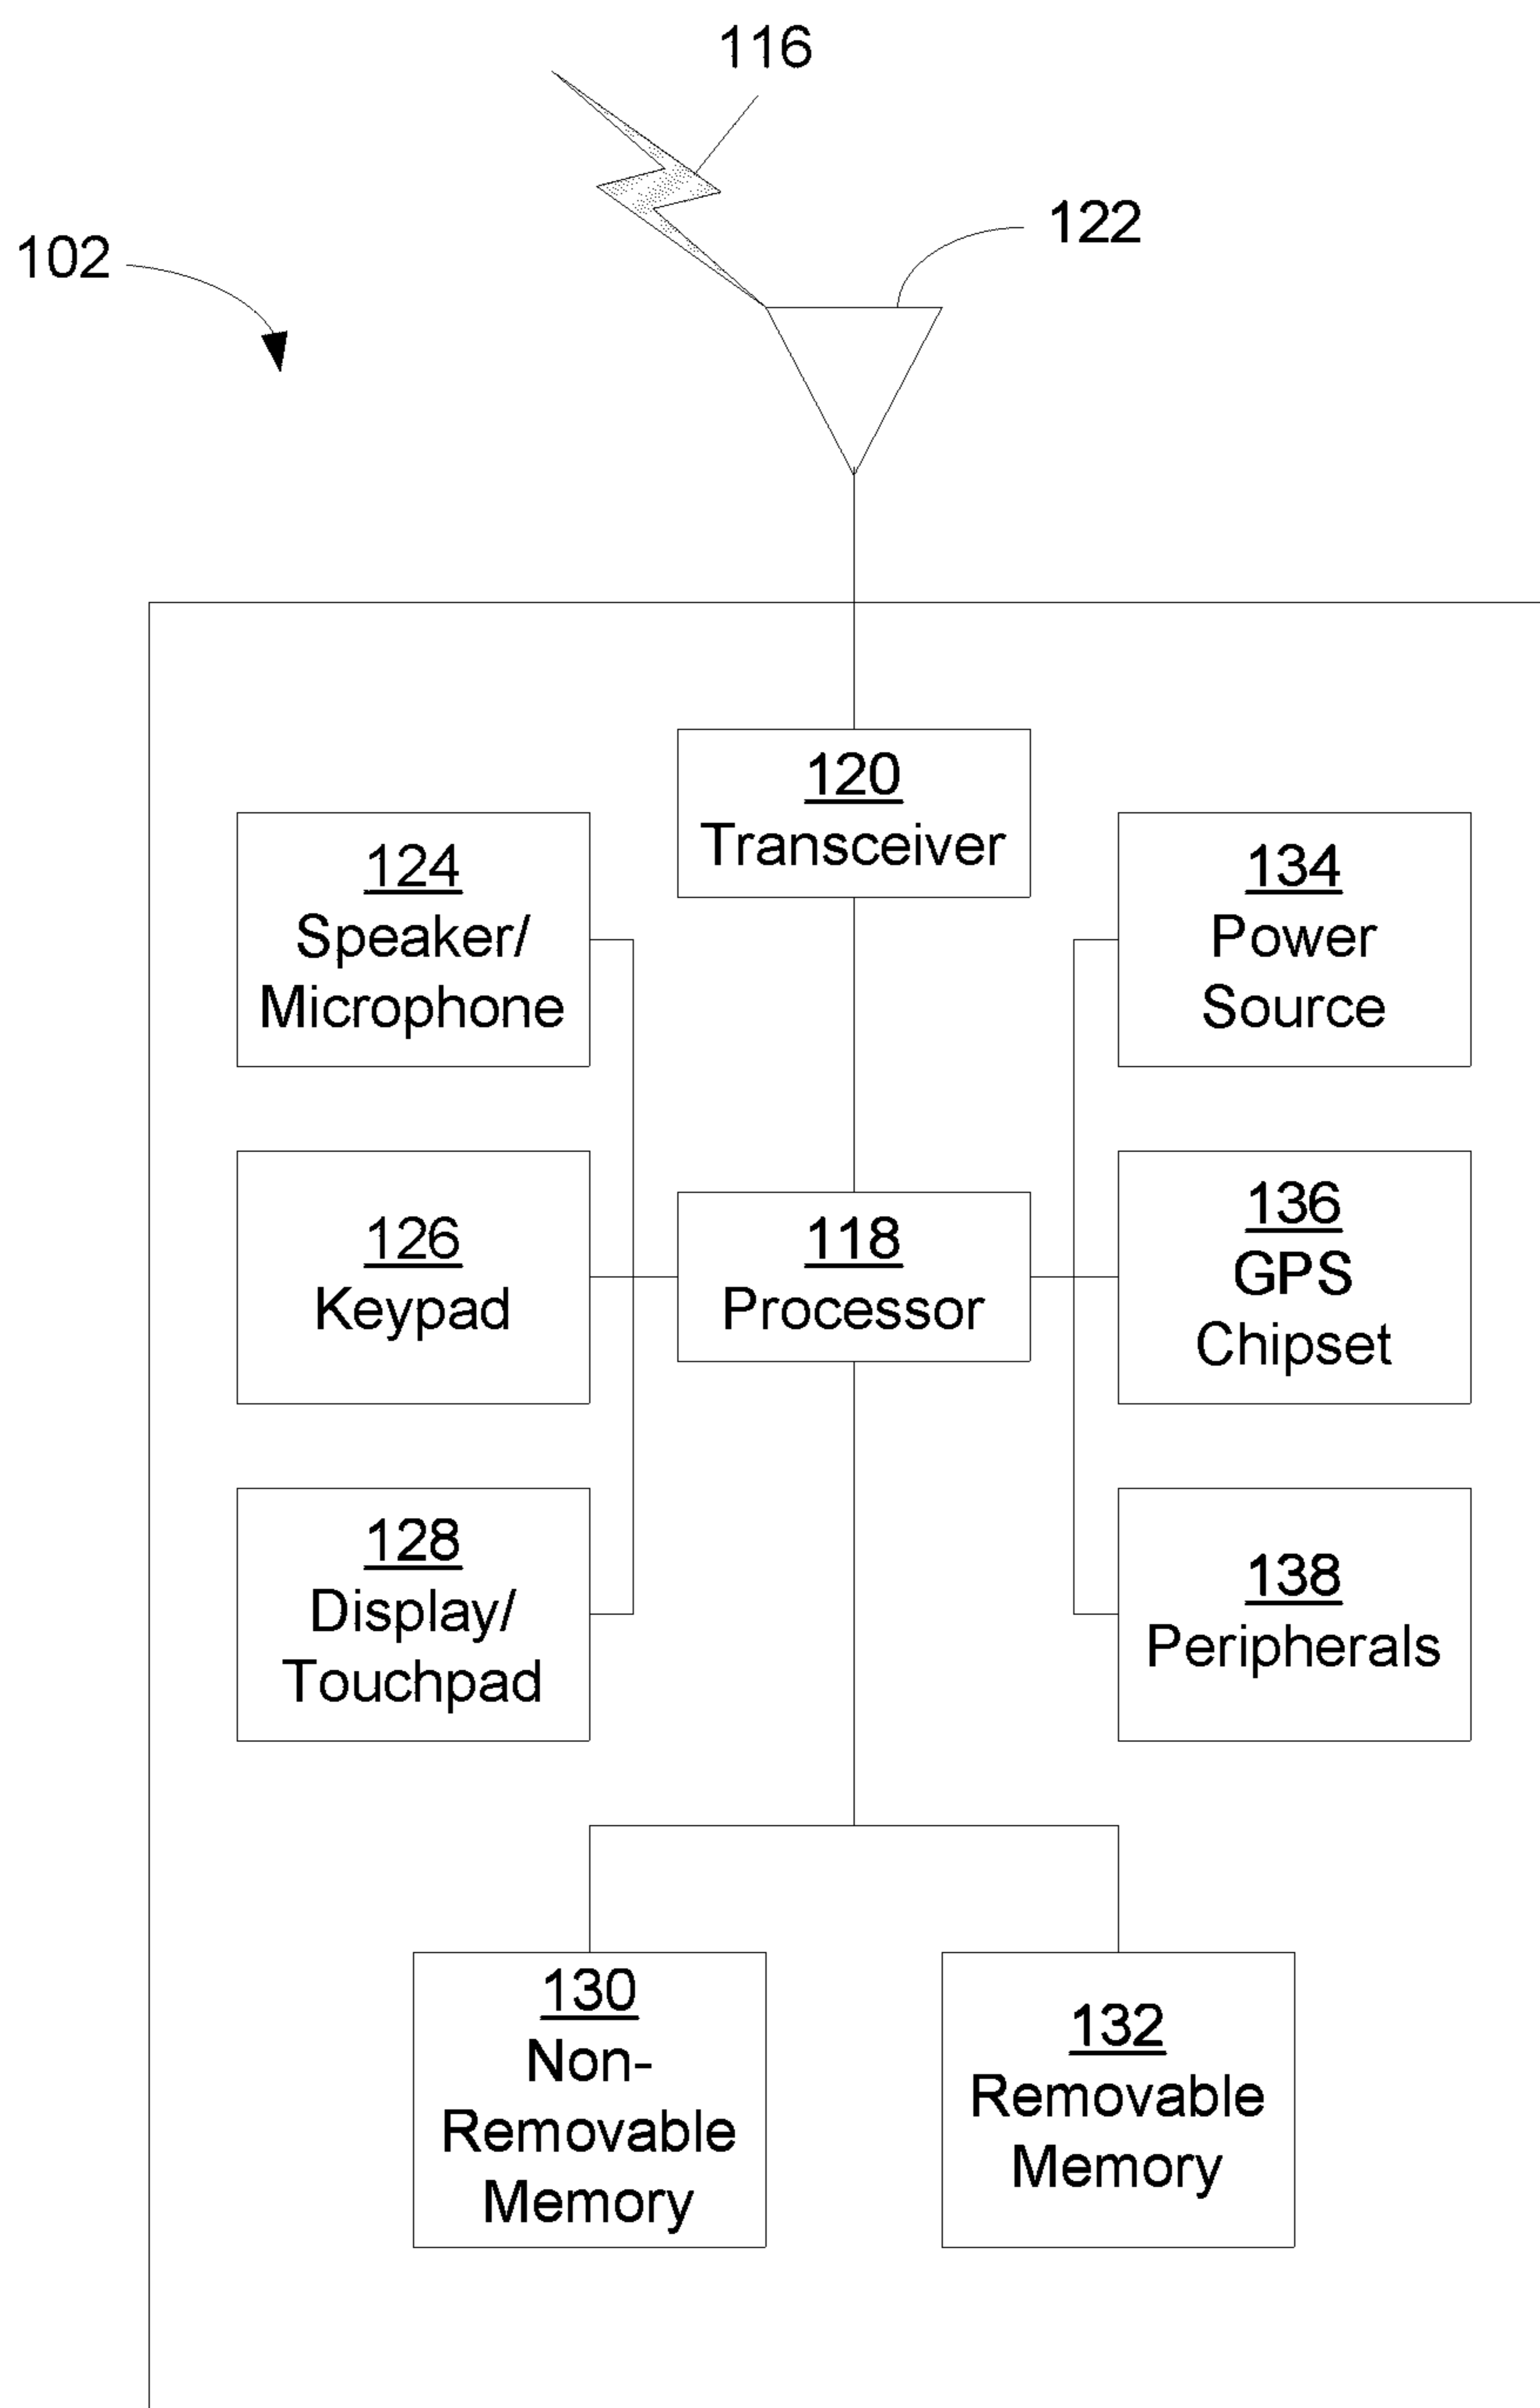 116
122
102
120
Transceiver
124
Speaker/
Microphone
134
Power
Source
126
Keypad
118
Processor
136
GPS
Chipset
128
Display/
Touchpad
138
Peripherals
130
Non-
Removable
Memory
132
Removable
Memory